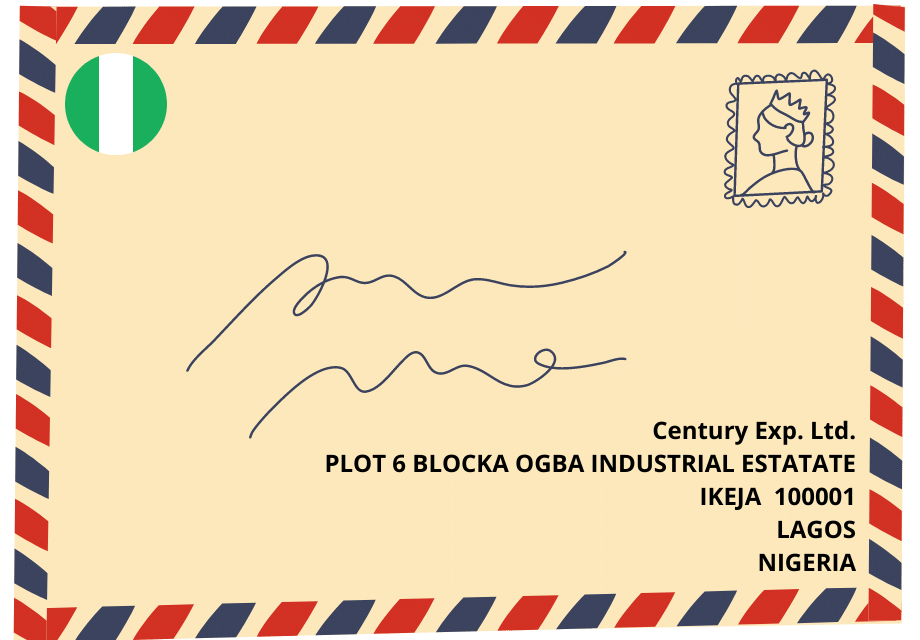 Century Exp. Ltd.
PLOT 6 BLOCKA OGBA INDUSTRIAL ESTATATE
IKEJA 100001
LAGOS
NIGERIA